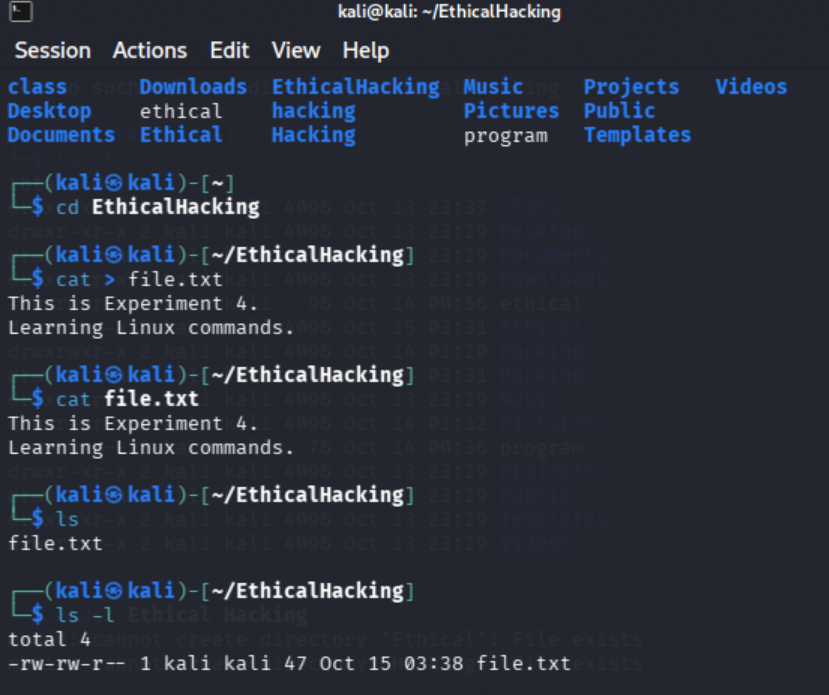 kali@kali: ~/EthicalHacking
Session Actions Edit View Help
class Downloads EthicalHacking Music Projects Videos
Desktop ethical hacking Pictures Public
Documents Ethical Hacking program Templates
┌──(kali㉿kali)-[~]
└─$ cd EthicalHacking
┌──(kali㉿kali)-[~/EthicalHacking]
└─$ cat > file.txt
This is Experiment 4.
Learning Linux commands.
┌──(kali㉿kali)-[~/EthicalHacking]
└─$ cat file.txt
This is Experiment 4.
Learning Linux commands.
┌──(kali㉿kali)-[~/EthicalHacking]
└─$ ls
file.txt
┌──(kali㉿kali)-[~/EthicalHacking]
└─$ ls -l
total 4
-rw-rw-r-- 1 kali kali 47 Oct 15 03:38 file.txt